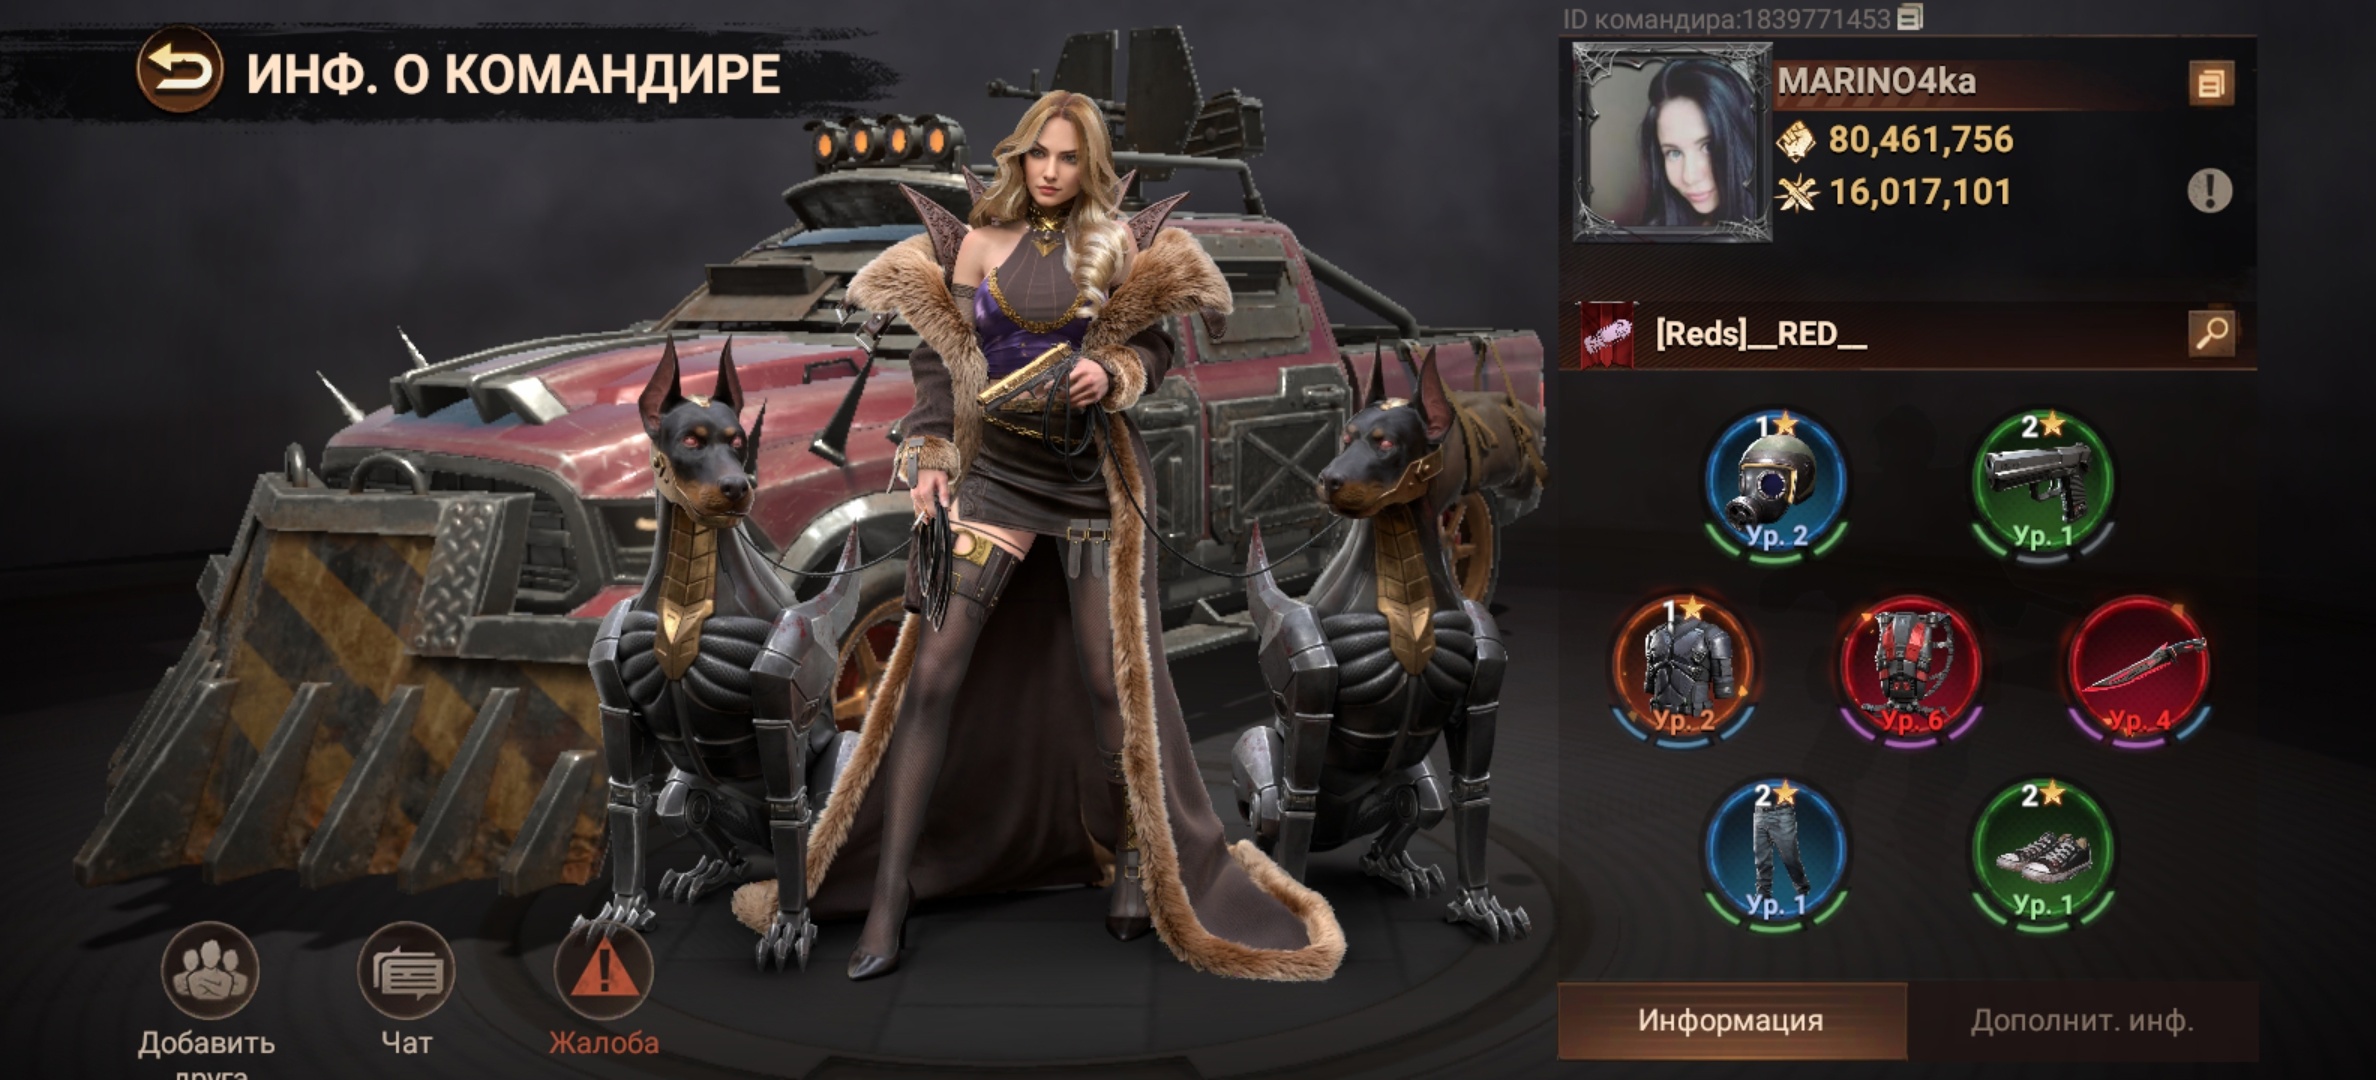 ID командира:1839771453
ИНФ. О КОМАНДИРЕ
MARINO4ka
80,461,756
16,017,101
[Reds]__RED__
1
2
Ур. 2
Ур. 1
1
Ур. 2
Ур. 6
Ур. 4
2
2
Ур. 1
Ур. 1
Добавить
друга
Чат
Жалоба
Информация
Дополнит. инф.